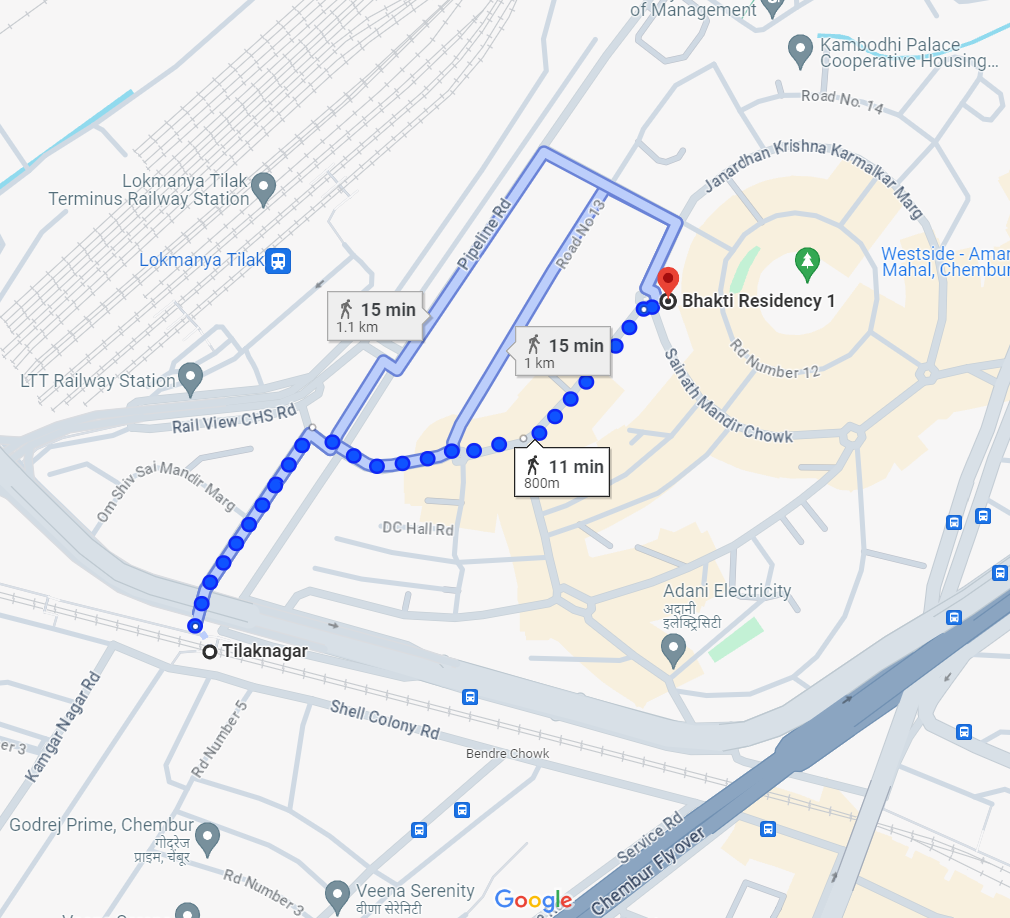 of Management
Kambodhi Palace
Cooperative Housing...
Road No. 14
Janardhan Krishna Karmalkar Marg
Lokmanya Tilak
Terminus Railway Station
Lokmanya Tilak
Pipeline Rd
Road No 13
Westside - Amar
Mahal, Chembur
Bhakti Residency 1
15 min
1.1 km
15 min
1 km
Rd Number 12
Sainath Mandir Chowk
LTT Railway Station
Rail View CHS Rd
11 min
800m
Om Shiv Sai Mandir Marg
DC Hall Rd
Adani Electricity
अदानी
इलेक्ट्रिसिटी
Tilaknagar
Kamgar Nagar Rd
Rd Number 5
Shell Colony Rd
er 3
Bendre Chowk
Godrej Prime, Chembur
गोदरेज
प्राइम, चेंबूर
Service Rd
Chembur Flyover
Rd Number 3
Veena Serenity
वीणा सेरेनिटी
Google